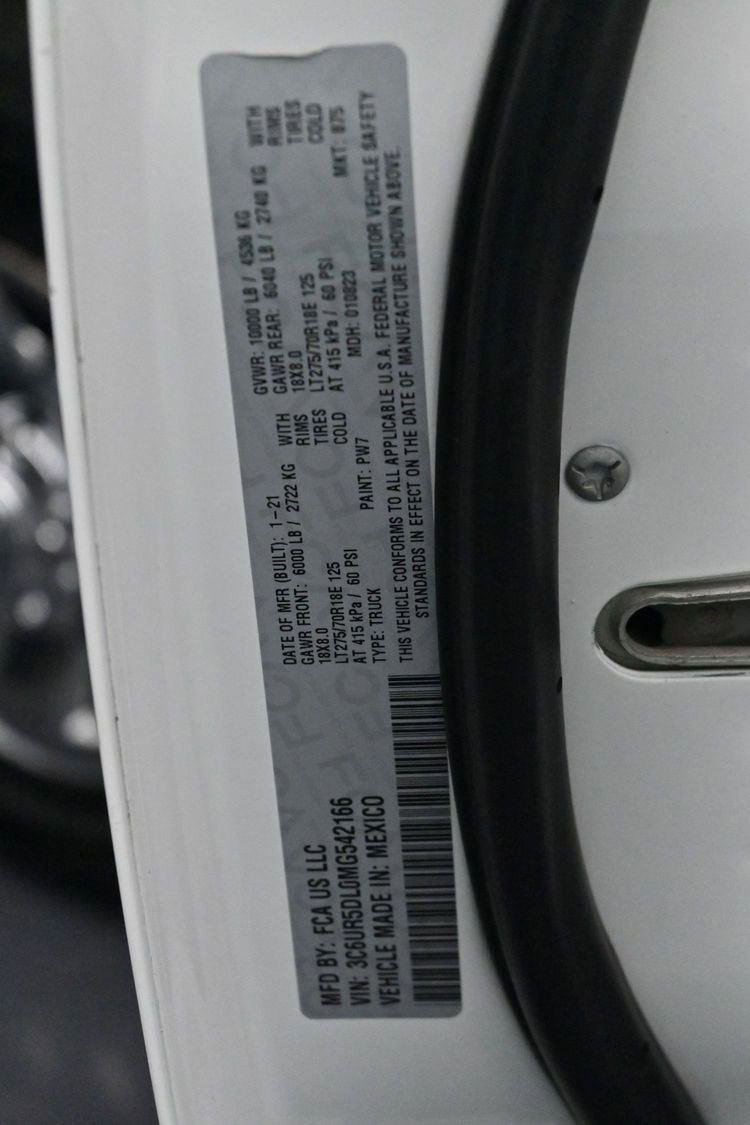 MFD BY: FCA US LLC
VIN: 3C6UR5DL0MG542166
VEHICLE MADE IN: MEXICO
DATE OF MFR (BUILT): 1-21
GAWR FRONT: 6000 LB / 2722 KG WITH
18X8.0 RIMS
LT275/70R18E 125 TIRES
AT 415 kPa / 60 PSI COLD
TYPE: TRUCK PAINT: PW7
GVWR: 10000 LB / 4536 KG
GAWR REAR: 6040 LB / 2740 KG WITH
18X8.0 RIMS
LT275/70R18E 125 TIRES
AT 415 kPa / 60 PSI COLD
MDH: 010823 MKT: 875
THIS VEHICLE CONFORMS TO ALL APPLICABLE U.S.A. FEDERAL MOTOR VEHICLE SAFETY
STANDARDS IN EFFECT ON THE DATE OF MANUFACTURE SHOWN ABOVE.